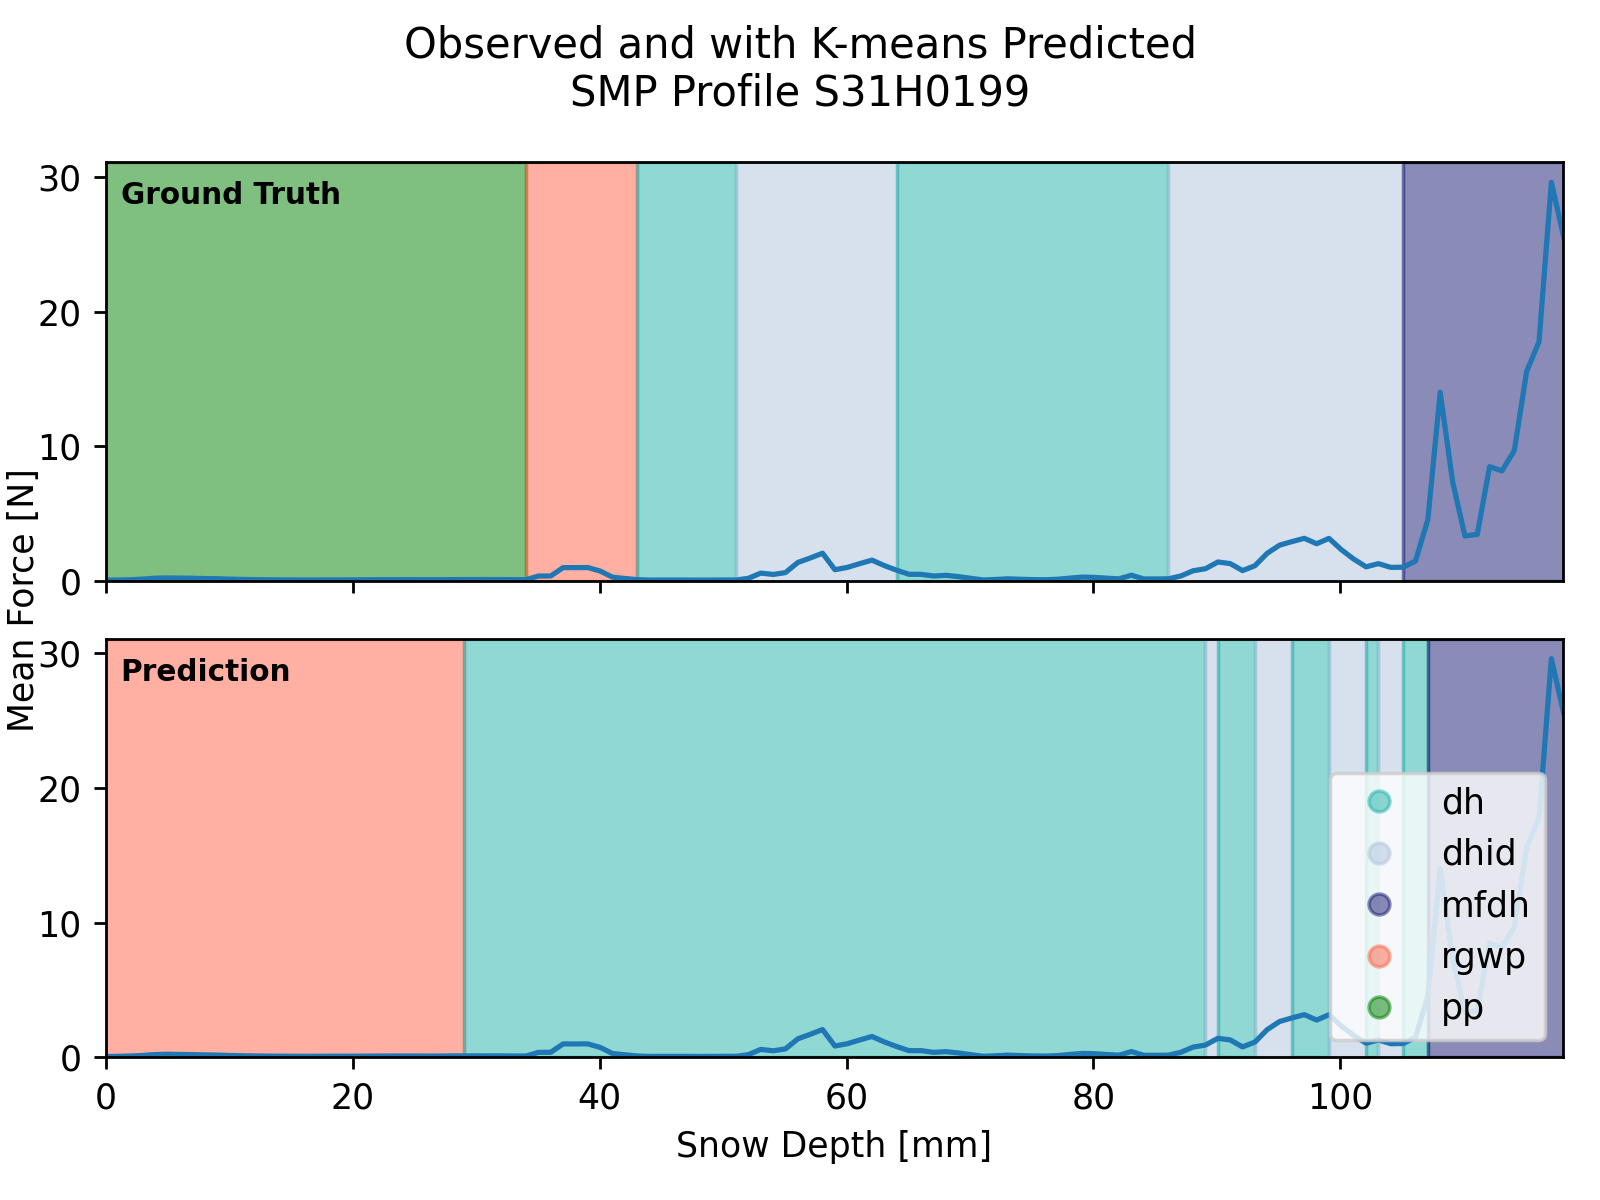 Observed and with K-means Predicted
SMP Profile S31H0199
Mean Force [N]
30
20
10
0
Ground Truth
30
20
10
0
Prediction
dh
dhid
mfdh
rgwp
pp
0 20 40 60 80 100
Snow Depth [mm]